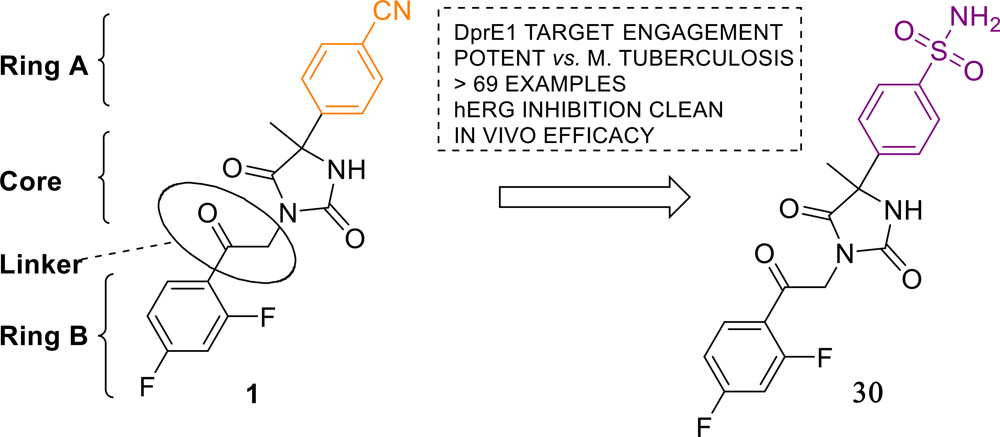 Ring A
Core
Linker
Ring B
CN
NH
O
N
O
O
F
F
1
DprE1 TARGET ENGAGEMENT
POTENT vs. M. TUBERCULOSIS
> 69 EXAMPLES
hERG INHIBITION CLEAN
IN VIVO EFFICACY
NH2
O
S
O
O
NH
N
O
O
F
F
30